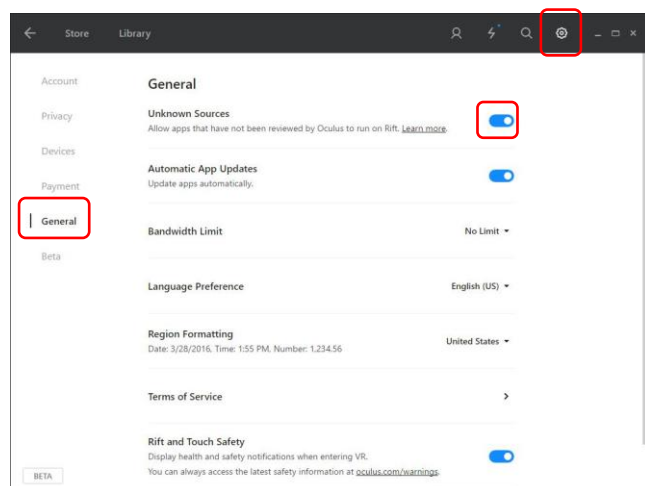 Store Library
Account
Privacy
Devices
Payment
General
Beta
BETA
General
Unknown Sources
Allow apps that have not been reviewed by Oculus to run on Rift. Learn more.
Automatic App Updates
Update apps automatically.
Bandwidth Limit No Limit
Language Preference English (US)
Region Formatting
Date: 3/28/2016, Time: 1:55 PM, Number: 1,234.56
United States
Terms of Service
Rift and Touch Safety
Display health and safety notifications when entering VR.
You can always access the latest safety information at oculus.com/warnings.